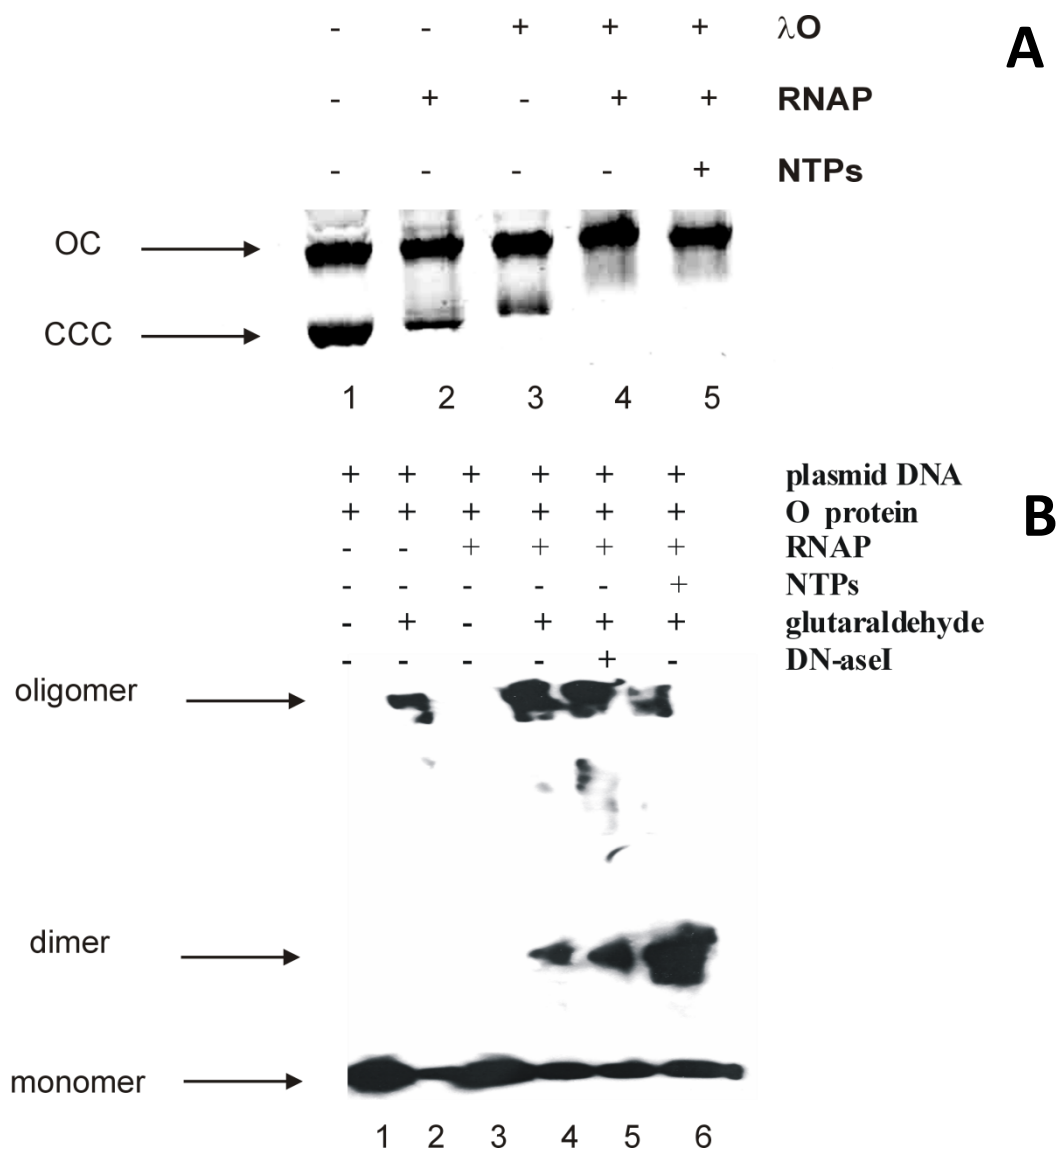 - - + + + λO
A
- + - + + RNAP
- - - - + NTPs
OC
CCC
1 2 3 4 5
+ + + + + + plasmid DNA
+ + + + + + O protein
B
- - + + + + RNAP
- - - - - + NTPs
- + - + + + glutaraldehyde
- - - - + - DN-aseI
oligomer
dimer
monomer
1 2 3 4 5 6